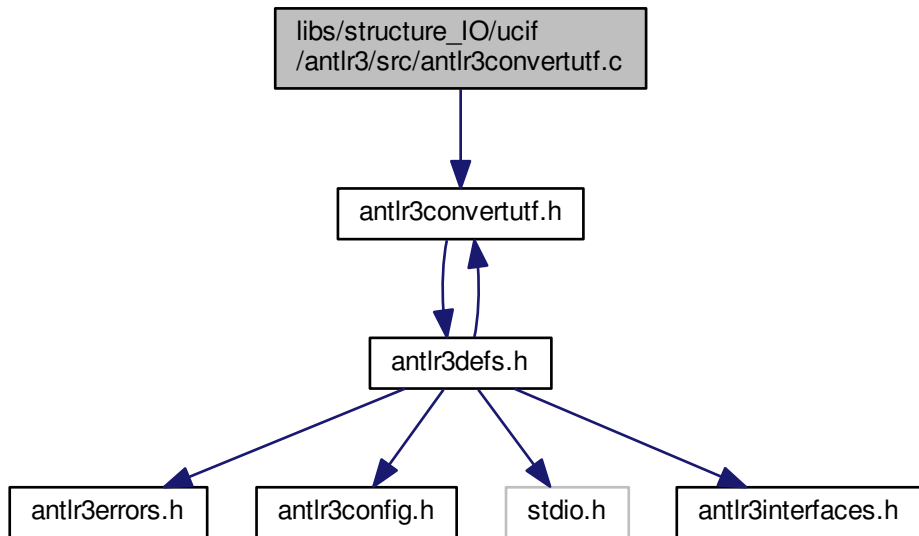 libs/structure_IO/ucif
/antlr3/src/antlr3convertutf.c
antlr3convertutf.h
antlr3defs.h
antlr3errors.h
antlr3config.h
stdio.h
antlr3interfaces.h